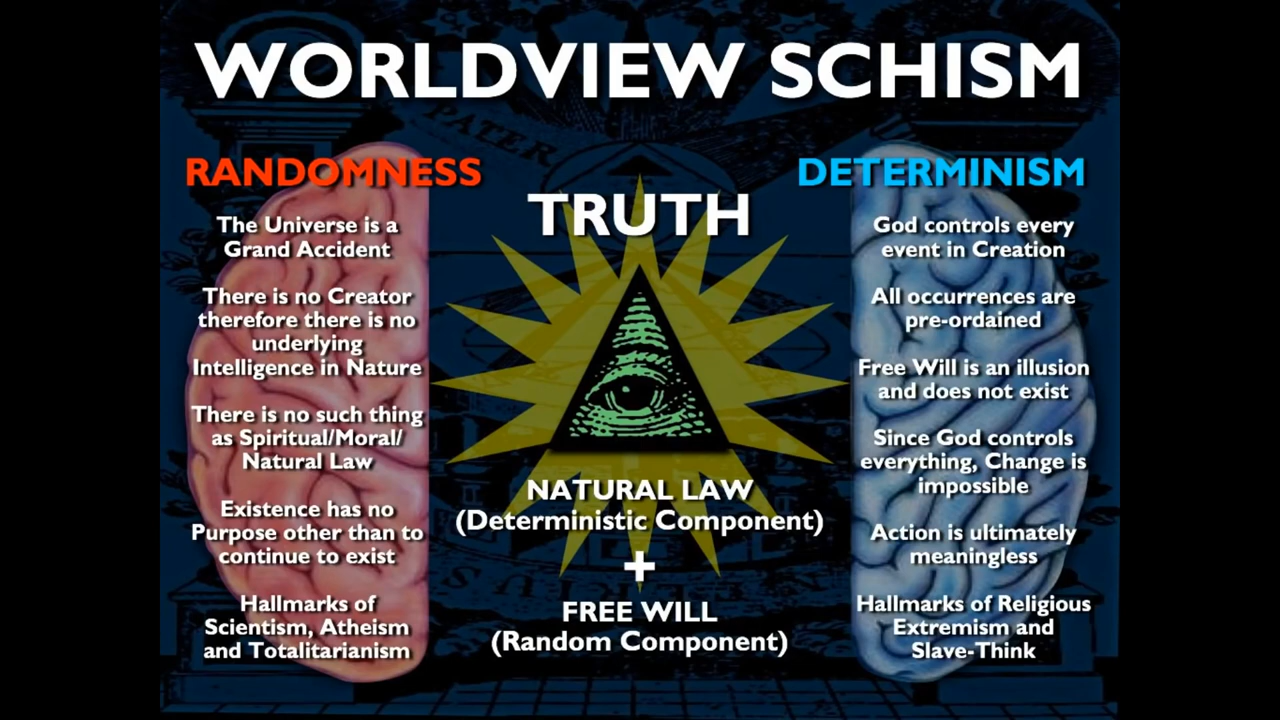 WORLDVIEW SCHISM
RANDOMNESS
The Universe is a
Grand Accident
There is no Creator
therefore there is no
underlying
Intelligence in Nature
There is no such thing
as Spiritual/Moral/
Natural Law
Existence has no
Purpose other than to
continue to exist
Hallmarks of
Scientism, Atheism
and Totalitarianism
PATER
TRUTH
NATURAL LAW
(Deterministic Component)
+
FREE WILL
(Random Component)
DETERMINISM
God controls every
event in Creation
All occurrences are
pre-ordained
Free Will is an illusion
and does not exist
Since God controls
everything, Change is
impossible
Action is ultimately
meaningless
Hallmarks of Religious
Extremism and
Slave-Think